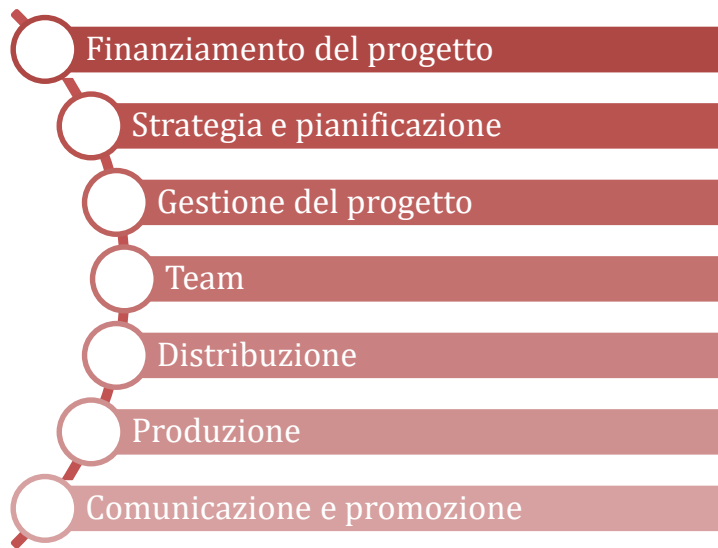 Finanziamento del progetto
Strategia e pianificazione
Gestione del progetto
Team
Distribuzione
Produzione
Comunicazione e promozione